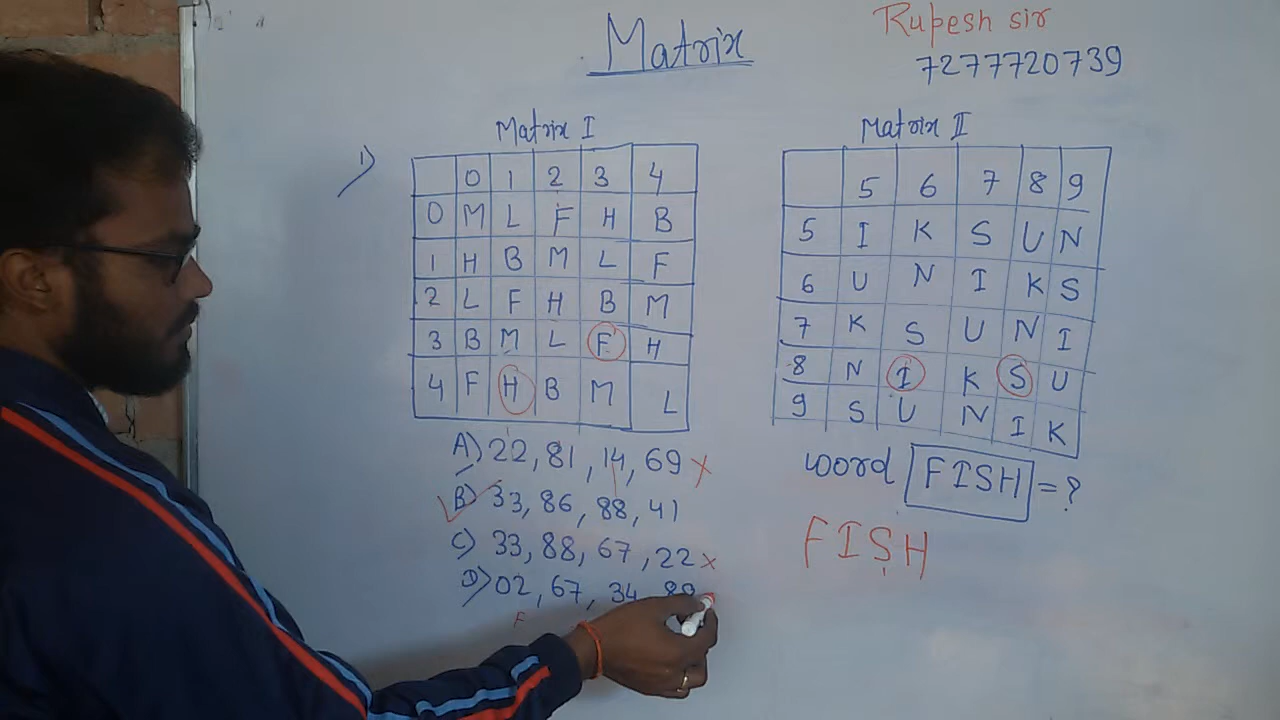 Matrix
Rupesh sir
7277720739
1)
Matrix I
0 1 2 3 4
0 M L F H B
1 H B M L F
2 L F H B M
3 B M L F H
4 F H B M L
Matrix II
5 6 7 8 9
5 I K S U N
6 U N I K S
7 K S U N I
8 N I K S U
9 S U N I K
A) 22, 81, 14, 69 ×
B) 33, 86, 88, 41
C) 33, 88, 67, 22 ×
D) 02, 67, 34,
F
word FISH = ?
FISH